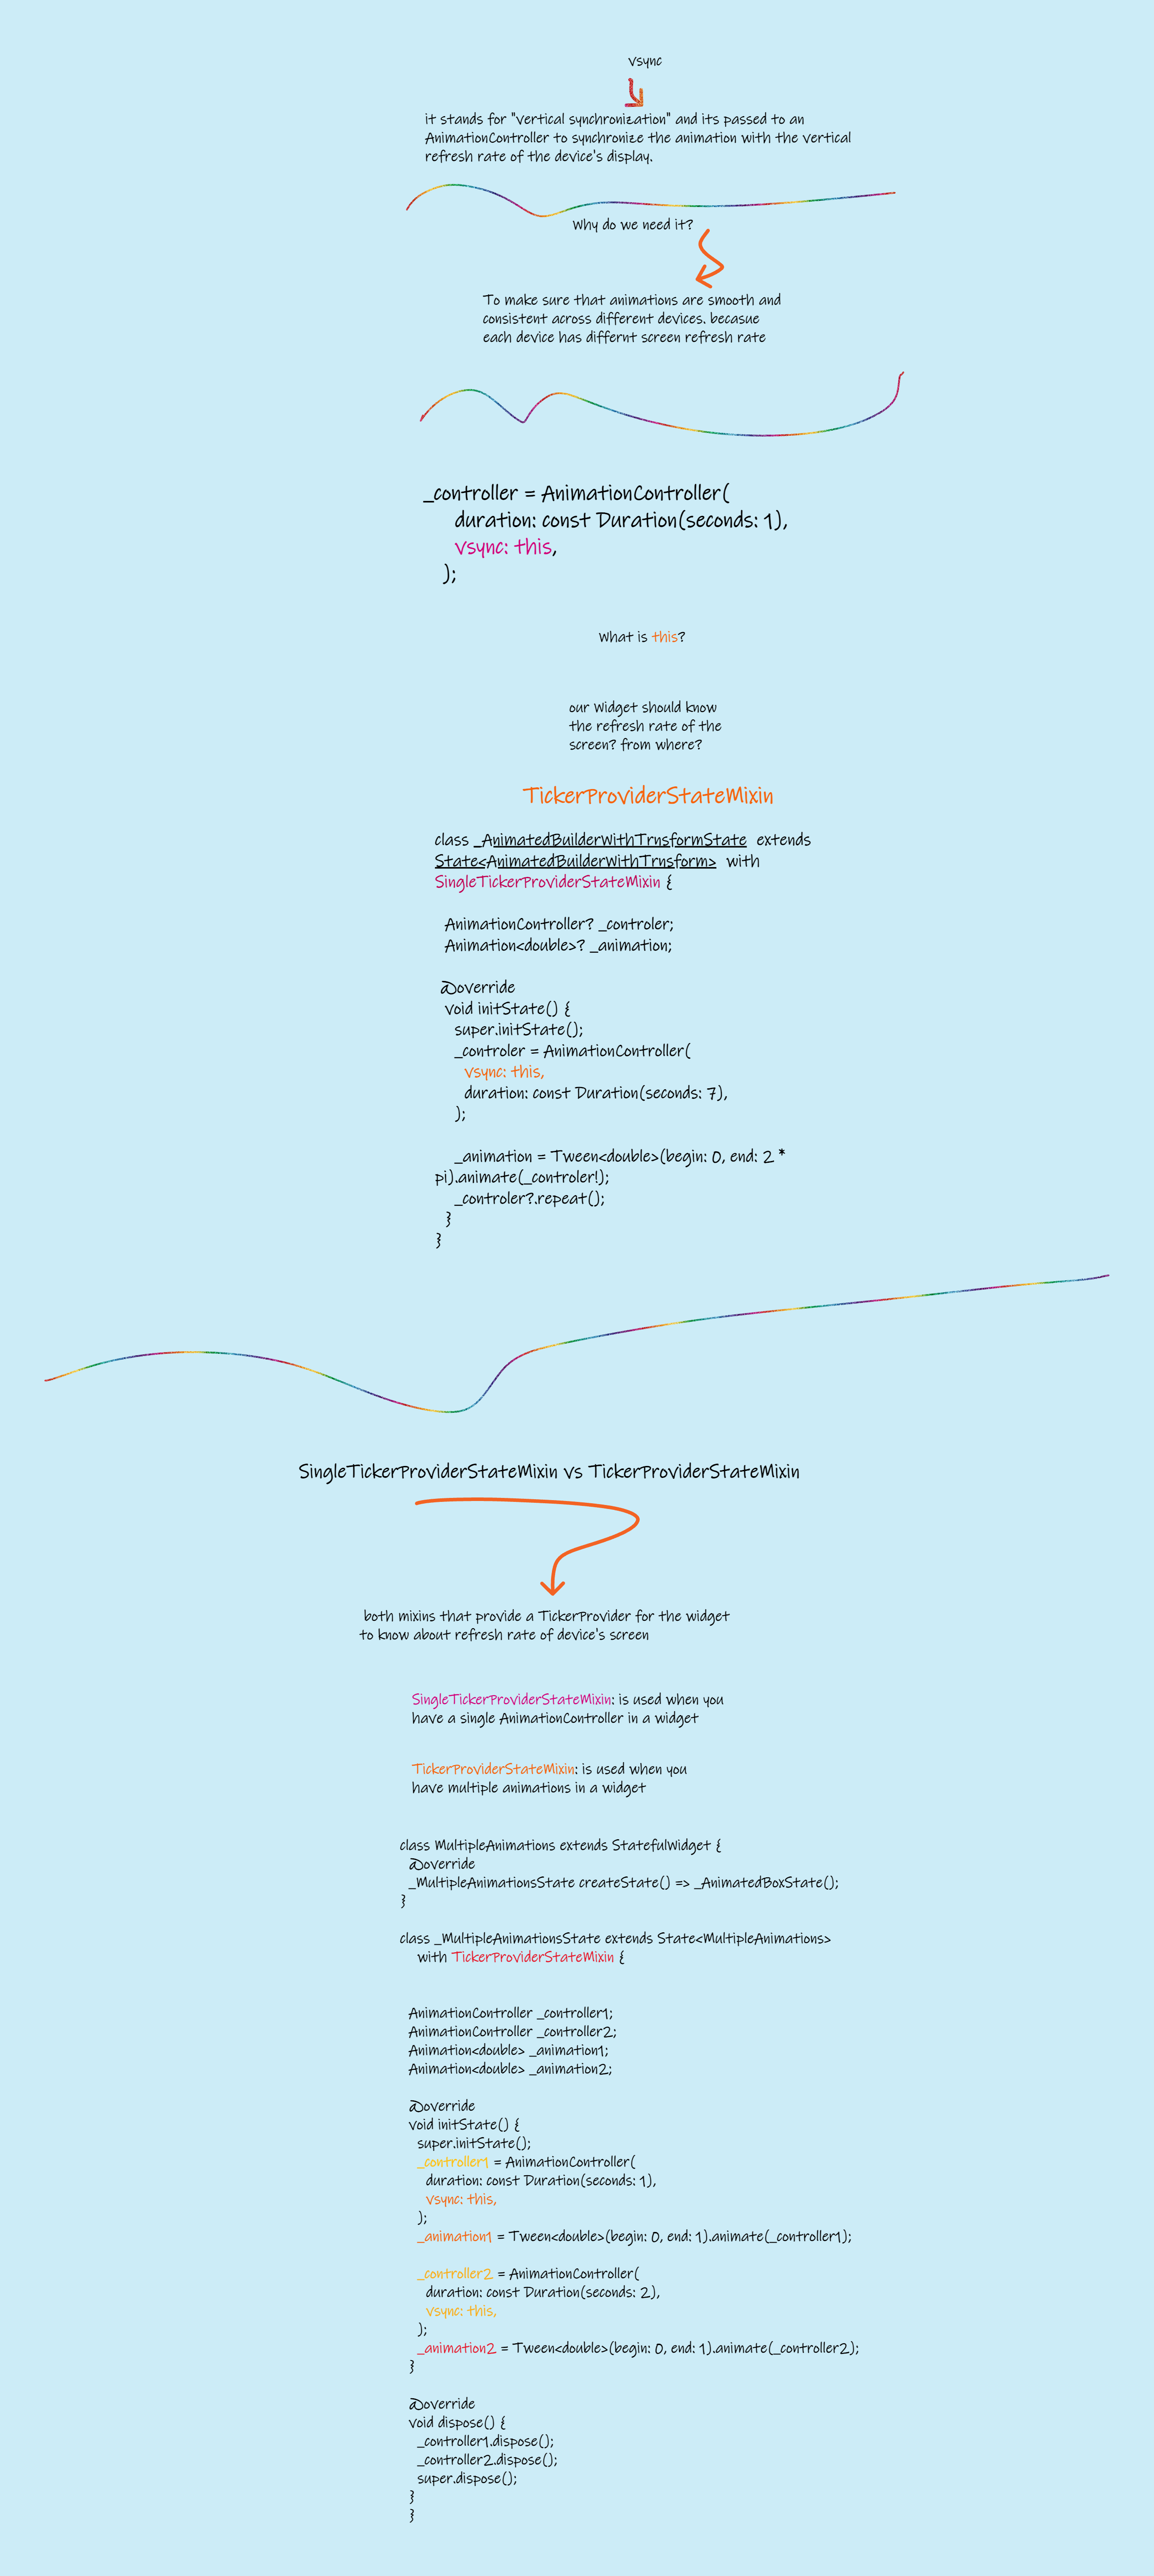 vsync
it stands for "vertical synchronization" and its passed to an
AnimationController to synchronize the animation with the vertical
refresh rate of the device's display.
Why do we need it?
To make sure that animations are smooth and
consistent across different devices. becasue
each device has differnt screen refresh rate
_controller = AnimationController(
duration: const Duration(seconds: 1),
vsync: this,
);
What is this?
our Widget should know
the refresh rate of the
screen? from where?
TickerProviderStateMixin
class _AnimatedBuilderWithTrnsformState extends
State<AnimatedBuilderWithTrnsform> with
SingleTickerProviderStateMixin {
AnimationController? _controler;
Animation<double>? _animation;
@override
void initState() {
super.initState();
_controler = AnimationController(
vsync: this,
duration: const Duration(seconds: 7),
);
_animation = Tween<double>(begin: 0, end: 2 *
pi).animate(_controler!);
_controler?.repeat();
}
}
SingleTickerProviderStateMixin vs TickerProviderStateMixin
both mixins that provide a TickerProvider for the widget
to know about refresh rate of device's screen
SingleTickerProviderStateMixin: is used when you
have a single AnimationController in a widget
TickerProviderStateMixin: is used when you
have multiple animations in a widget
class MultipleAnimations extends StatefulWidget {
@override
_MultipleAnimationsState createState() => _AnimatedBoxState();
}
class _MultipleAnimationsState extends State<MultipleAnimations>
with TickerProviderStateMixin {
AnimationController _controller1;
AnimationController _controller2;
Animation<double> _animation1;
Animation<double> _animation2;
@override
void initState() {
super.initState();
_controller1 = AnimationController(
duration: const Duration(seconds: 1),
vsync: this,
);
_animation1 = Tween<double>(begin: 0, end: 1).animate(_controller1);
_controller2 = AnimationController(
duration: const Duration(seconds: 2),
vsync: this,
);
_animation2 = Tween<double>(begin: 0, end: 1).animate(_controller2);
}
@override
void dispose() {
_controller1.dispose();
_controller2.dispose();
super.dispose();
}
}